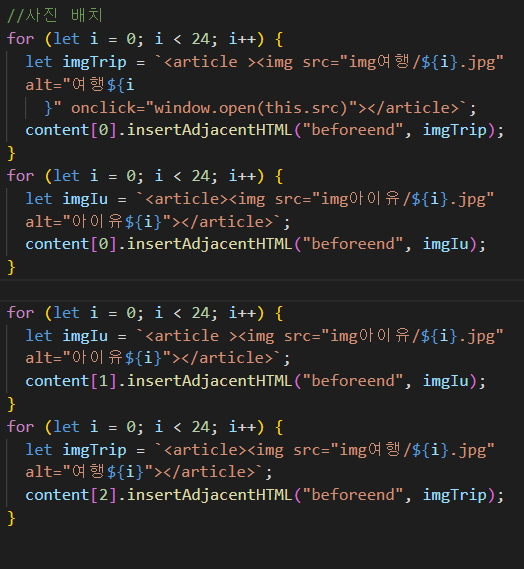 //사진 배치
for (let i = 0; i < 24; i++) {
  let imgTrip = `<article ><img src="img여행/${i}.jpg"
  alt="여행${i
    }" onclick="window.open(this.src)"></article>`;
  content[0].insertAdjacentHTML("beforeend", imgTrip);
}
for (let i = 0; i < 24; i++) {
  let imgIu = `<article><img src="img아이유/${i}.jpg"
  alt="아이유${i}"></article>`;
  content[0].insertAdjacentHTML("beforeend", imgIu);
}
for (let i = 0; i < 24; i++) {
  let imgIu = `<article ><img src="img아이유/${i}.jpg"
  alt="아이유${i}"></article>`;
  content[1].insertAdjacentHTML("beforeend", imgIu);
}
for (let i = 0; i < 24; i++) {
  let imgTrip = `<article><img src="img여행/${i}.jpg"
  alt="여행${i}"></article>`;
  content[2].insertAdjacentHTML("beforeend", imgTrip);
}